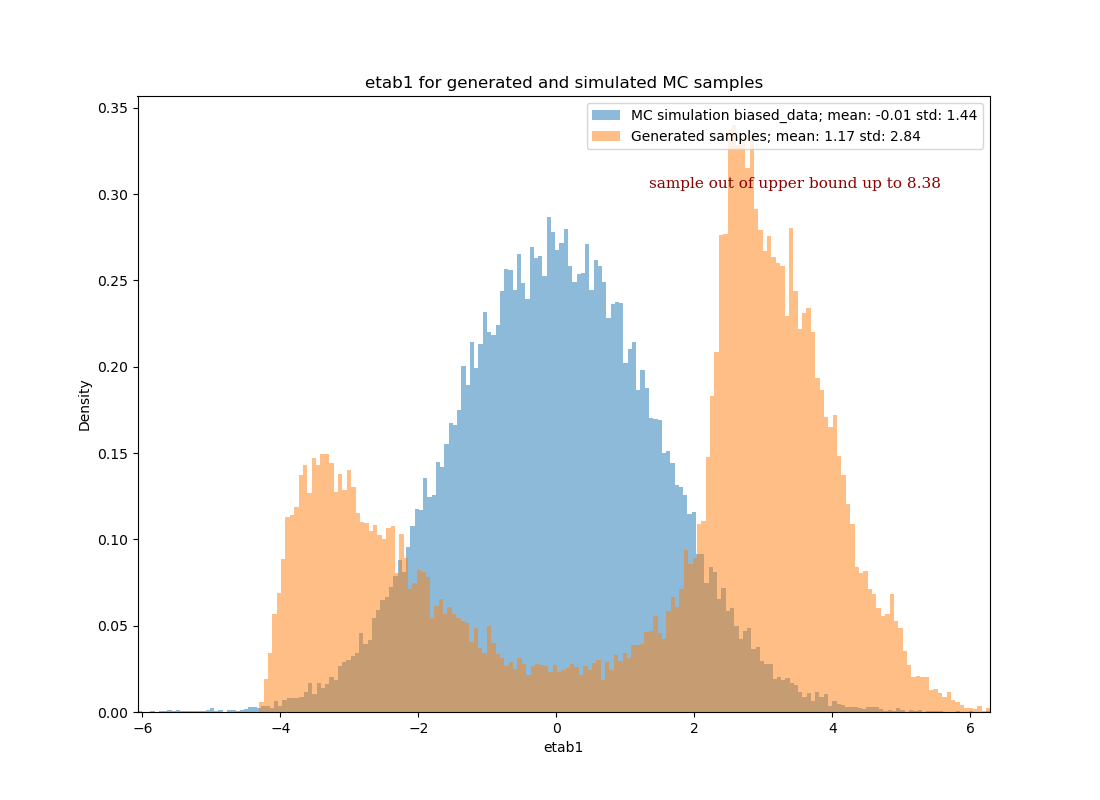 etab1 for generated and simulated MC samples
MC simulation biased_data; mean: -0.01 std: 1.44
Generated samples; mean: 1.17 std: 2.84
sample out of upper bound up to 8.38
0.35
0.30
0.25
0.20
0.15
0.10
0.05
0.00
Density
−6
−4
−2
0
2
4
6
etab1